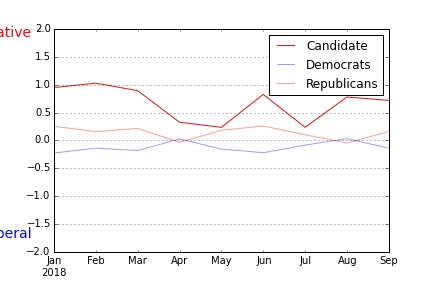 ative
2.0
Candidate
Democrats
Republicans
1.5
1.0
0.5
0.0
−0.5
−1.0
−1.5
peral
−2.0
Jan Feb Mar Apr May Jun Jul Aug Sep
2018